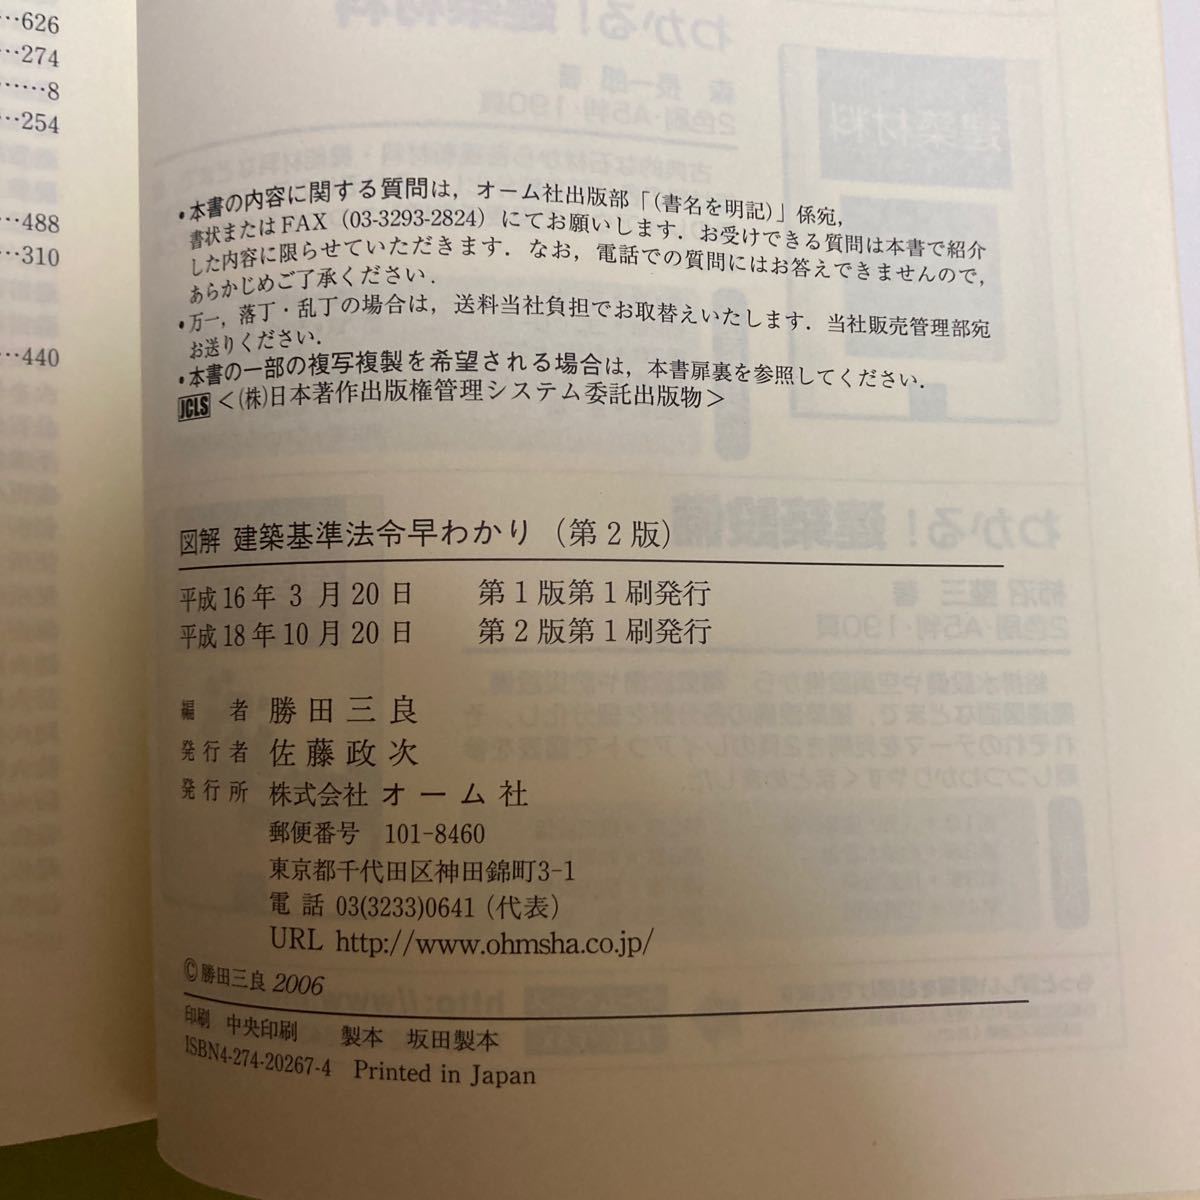 …626
…274
……8
…254
…488
…310
…440
・本書の内容に関する質問は，オーム社出版部「（書名を明記）」係宛，
書状またはFAX（03-3293-2824）にてお願いします．お受けできる質問は本書で紹介
した内容に限らせていただきます．なお，電話での質問にはお答えできませんので，
あらかじめご了承ください．
・万一，落丁・乱丁の場合は，送料当社負担でお取替えいたします．当社販売管理部宛
お送りください．
・本書の一部の複写複製を希望される場合は，本書扉裏を参照してください．
JCLS＜（株）日本著作出版権管理システム委託出版物＞
図解 建築基準法令早わかり（第2版）
平成16年3月20日　第1版第1刷発行
平成18年10月20日　第2版第1刷発行
編者　勝田三良
発行者　佐藤政次
発行所　株式会社 オーム社
郵便番号　101-8460
東京都千代田区神田錦町3-1
電話 03(3233)0641（代表）
URL http://www.ohmsha.co.jp/
©勝田三良 2006
印刷　中央印刷　製本　坂田製本
ISBN4-274-20267-4　Printed in Japan